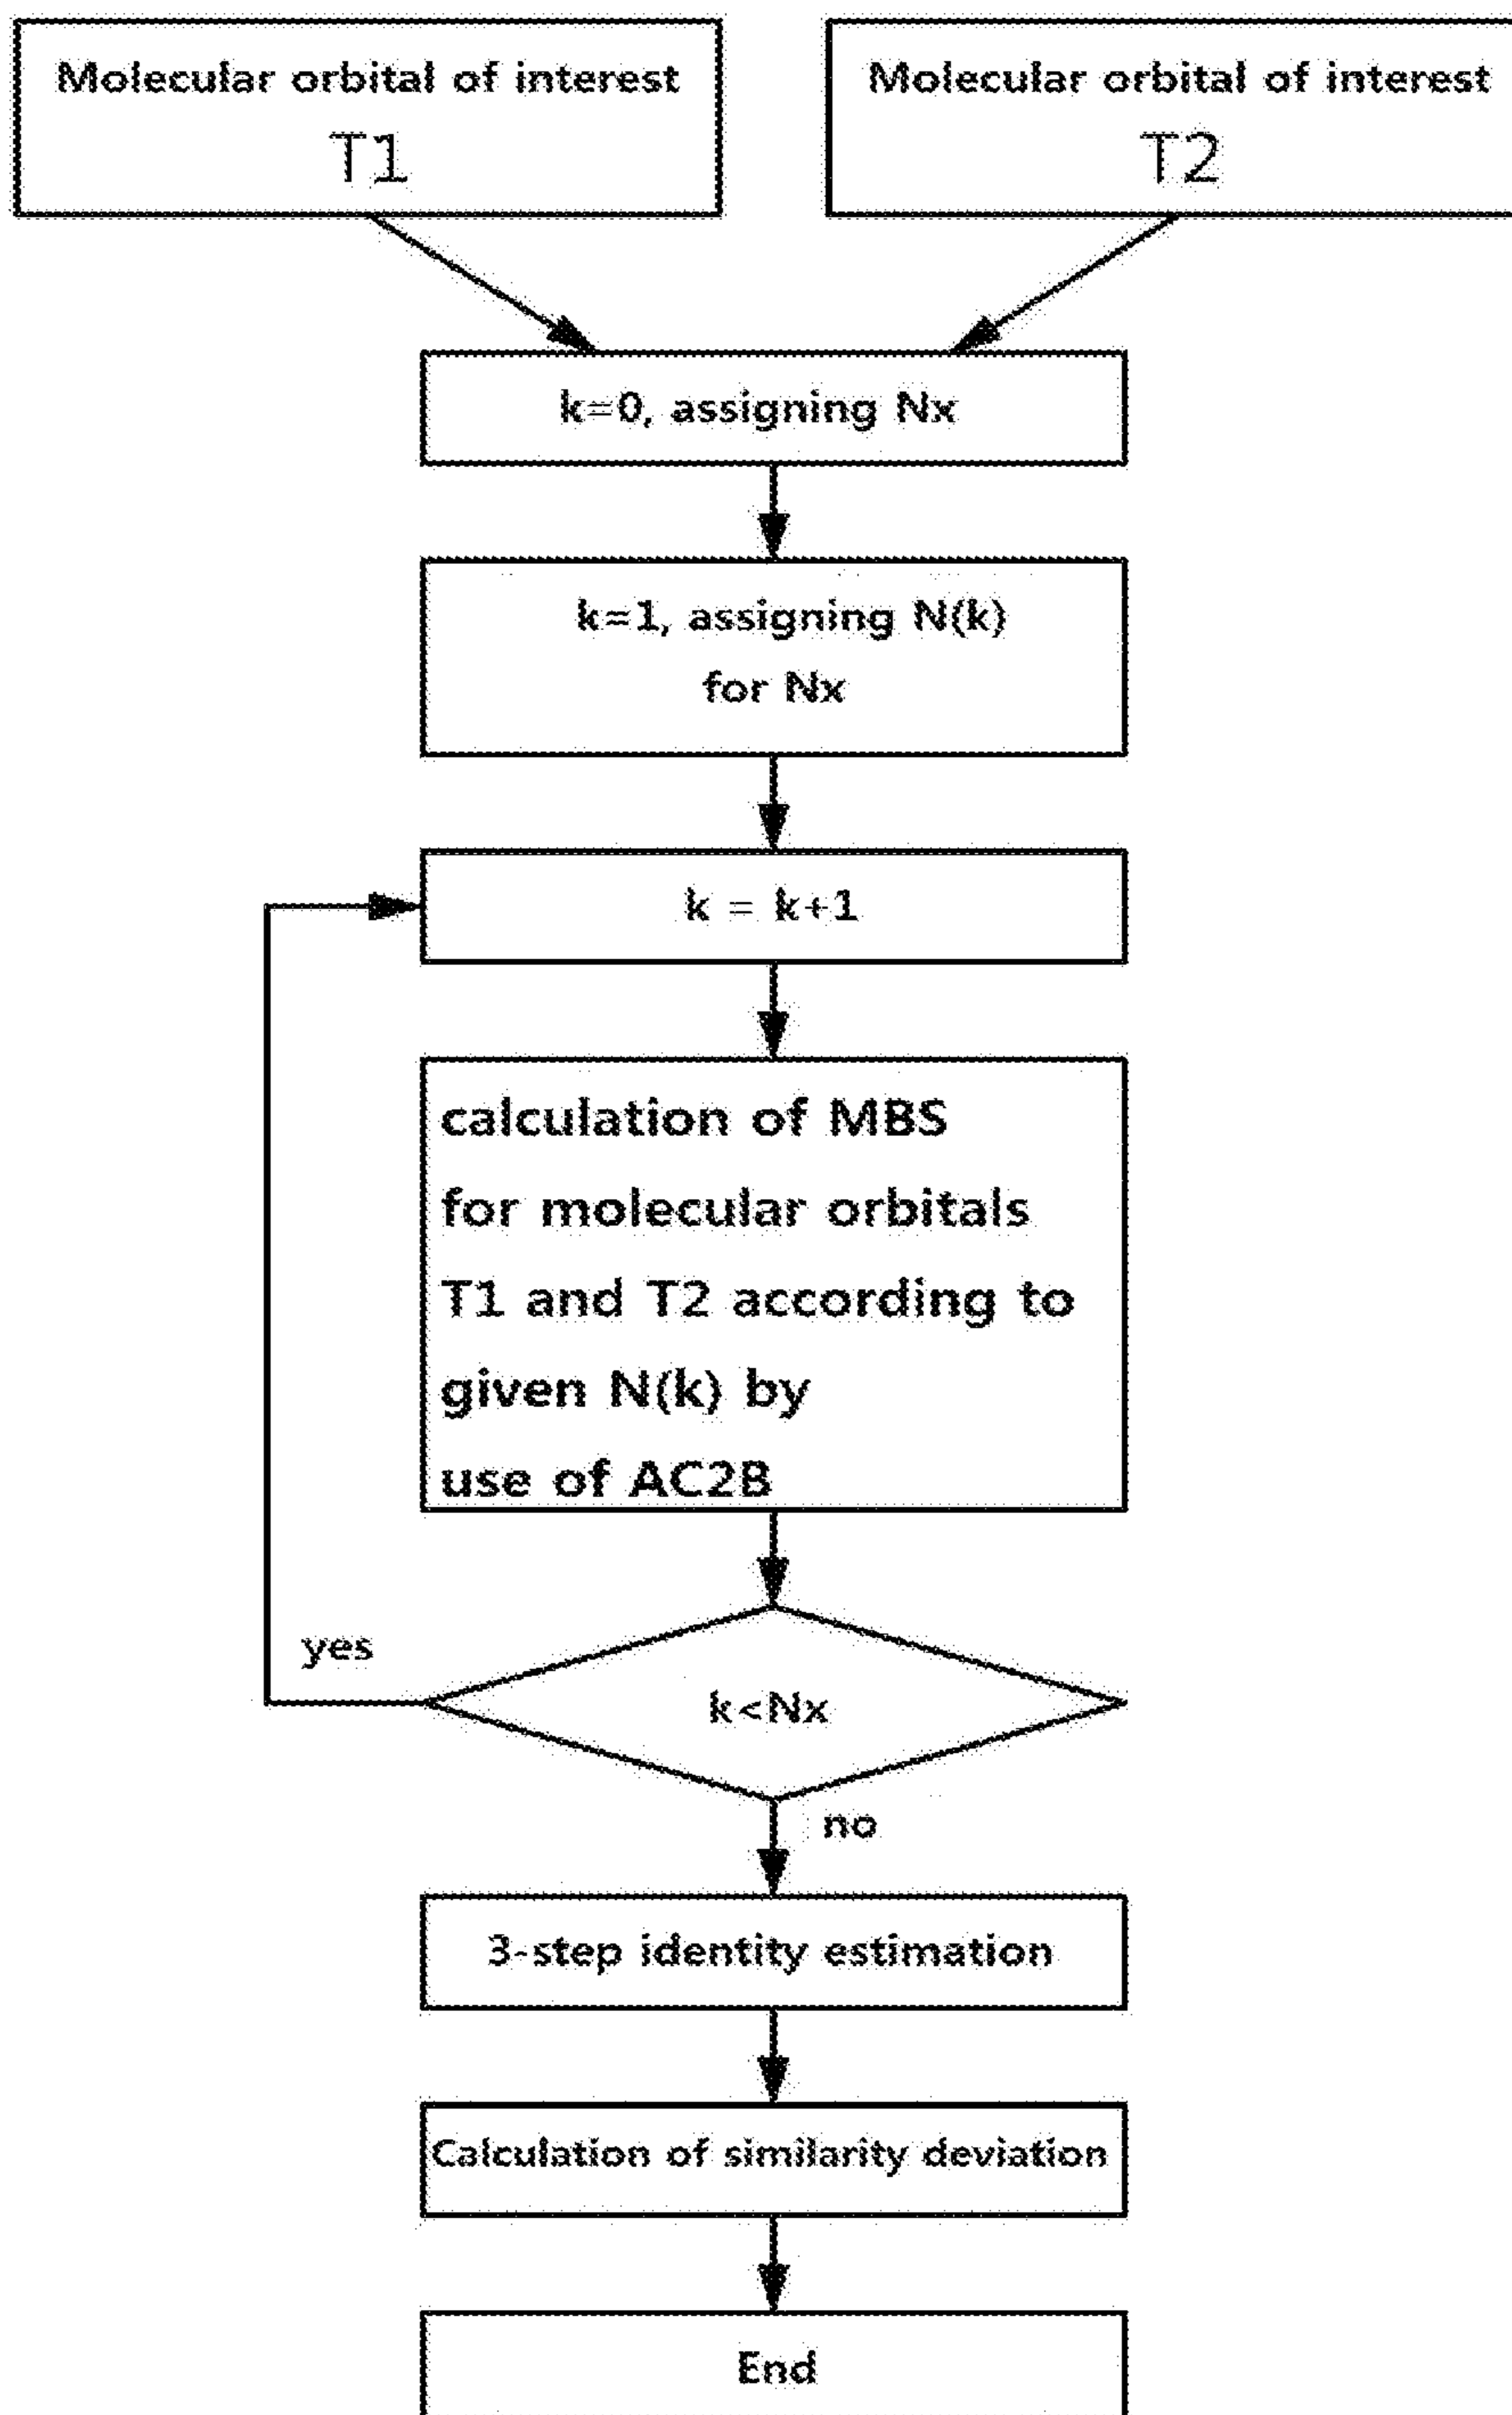 Molecular orbital of interest
T1
Molecular orbital of interest
T2
k=0, assigning Nx
k=1, assigning N(k)
for Nx
k = k+1
calculation of MBS
for molecular orbitals
T1 and T2 according to
given N(k) by
use of AC2B
yes
k<Nx
no
3-step identity estimation
Calculation of similarity deviation
End